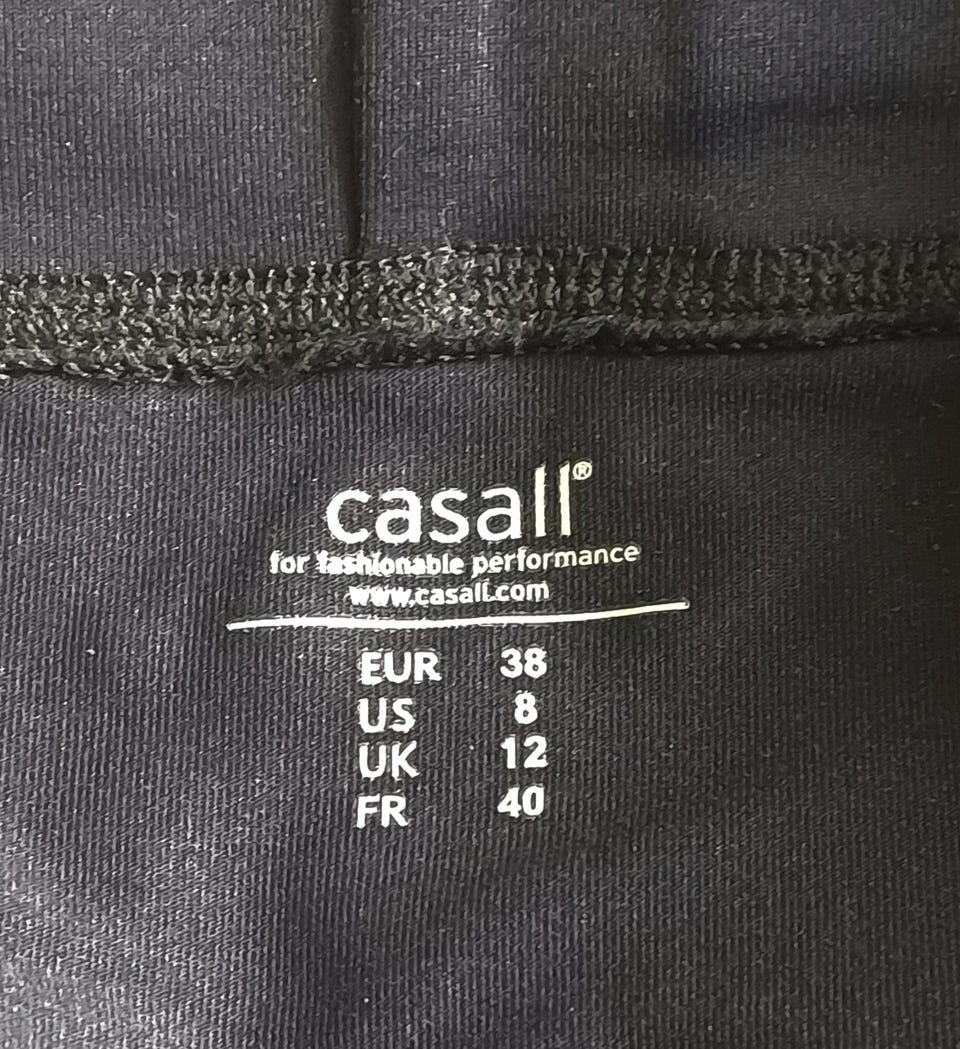 casall®
for fashionable performance
www.casall.com
EUR 38
US 8
UK 12
FR 40